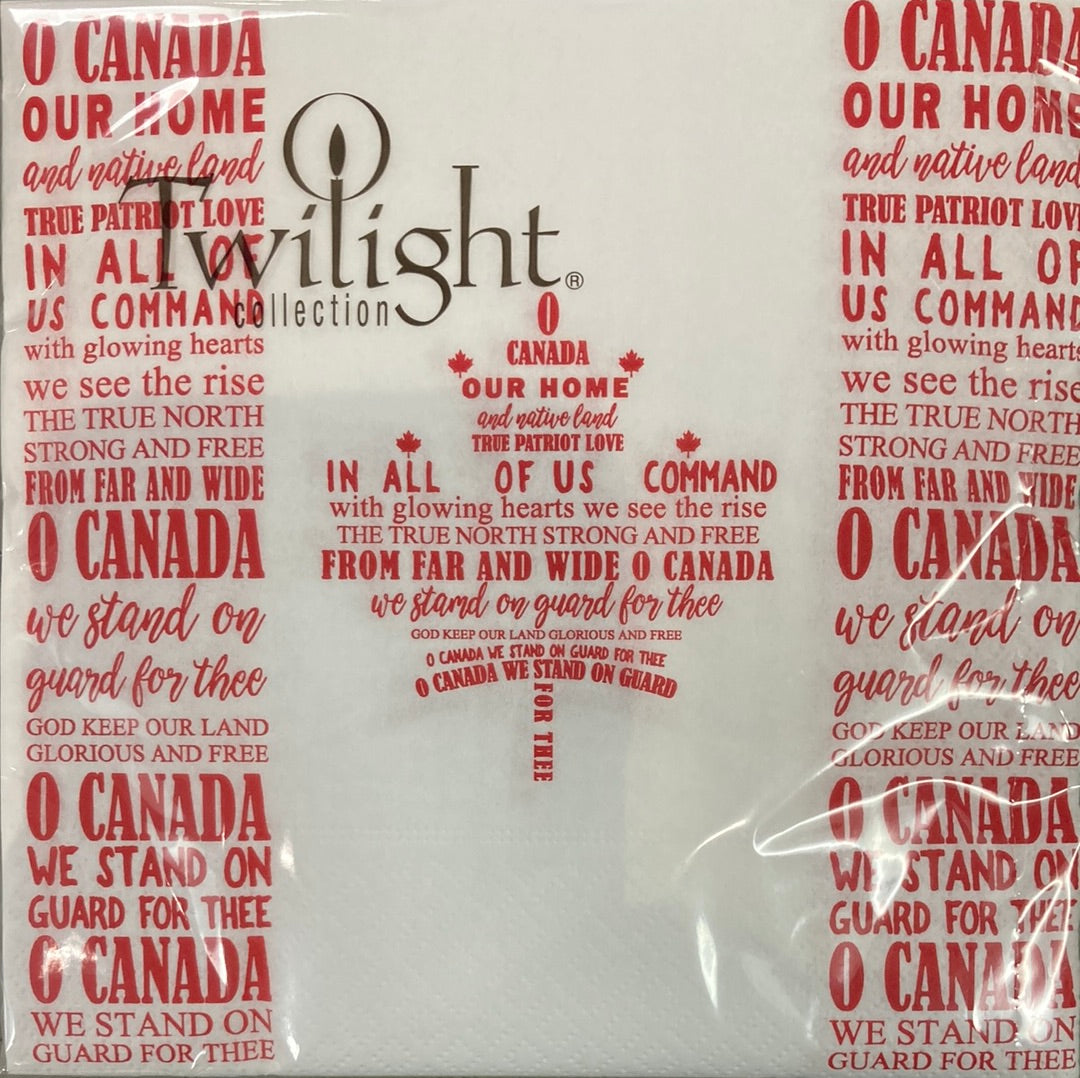 O CANADA
OUR HOME
and native land
TRUE PATRIOT LOVE
IN ALL OF
US COMMAND
with glowing hearts
we see the rise
THE TRUE NORTH
STRONG AND FREE
FROM FAR AND WIDE
O CANADA
we stand on
guard for thee
GOD KEEP OUR LAND
GLORIOUS AND FREE
O CANADA
WE STAND ON
GUARD FOR THEE
O CANADA
WE STAND ON
GUARD FOR THEE
Twilight®
collection
O
CANADA
OUR HOME
and native land
TRUE PATRIOT LOVE
IN ALL OF US COMMAND
with glowing hearts we see the rise
THE TRUE NORTH STRONG AND FREE
FROM FAR AND WIDE O CANADA
we stamd on guard for thee
GOD KEEP OUR LAND GLORIOUS AND FREE
O CANADA WE STAND ON GUARD FOR THEE
O CANADA WE STAND ON GUARD
FOR THEE
O CANADA
OUR HOME
and native land
TRUE PATRIOT LOVE
IN ALL OF
US COMMAND
with glowing hearts
we see the rise
THE TRUE NORTH
STRONG AND FREE
FROM FAR AND WIDE
O CANADA
we stand on
guard for thee
GOD KEEP OUR LAND
GLORIOUS AND FREE
O CANADA
WE STAND ON
GUARD FOR THEE
O CANADA
WE STAND ON
GUARD FOR THEE